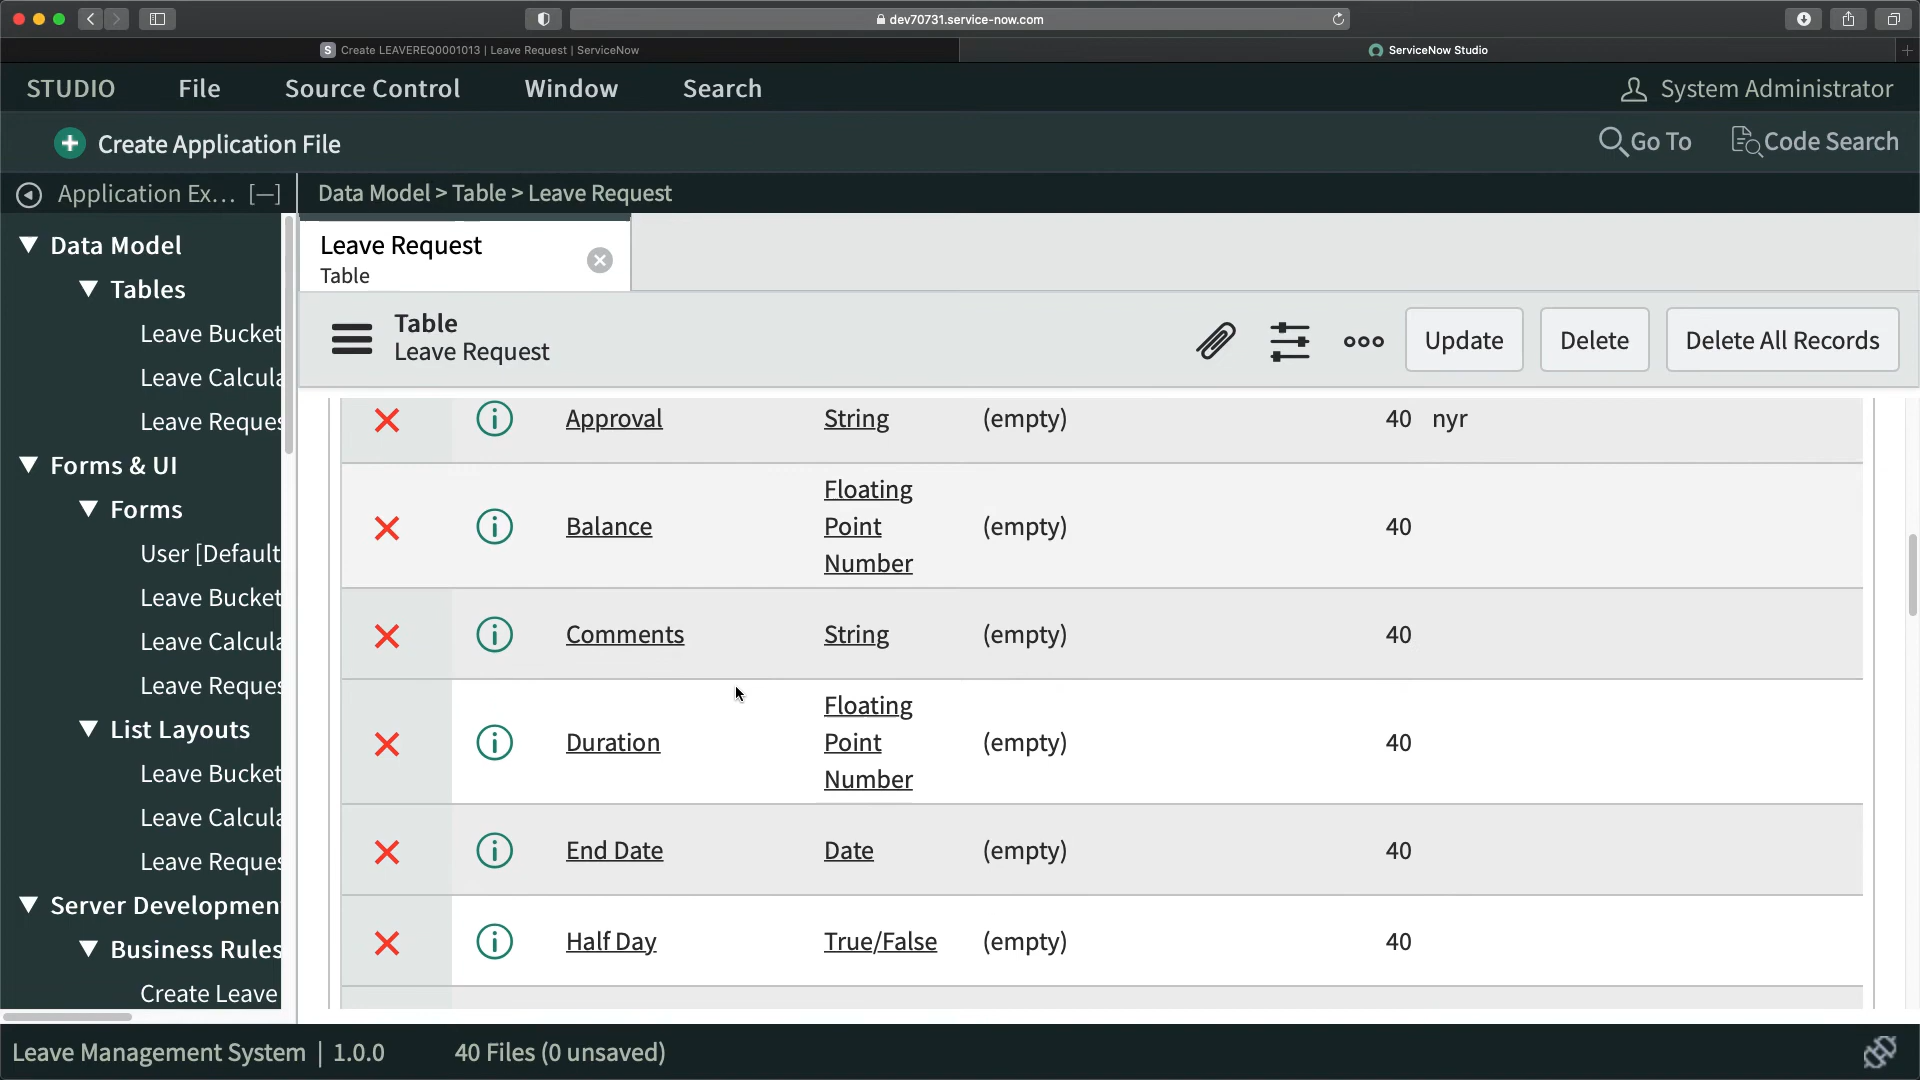 dev70731.service-now.com
S Create LEAVEREQ0001013 | Leave Request | ServiceNow
ServiceNow Studio
STUDIO File Source Control Window Search System Administrator
Create Application File Go To Code Search
Application Ex... [—] Data Model > Table > Leave Request
Data Model
Tables
Leave Bucket
Leave Calcula
Leave Reques
Forms & UI
Forms
User [Default
Leave Bucket
Leave Calcula
Leave Reques
List Layouts
Leave Bucket
Leave Calcula
Leave Reques
Server Developmen
Business Rules
Create Leave
Leave Request
Table
Table
Leave Request
Update Delete Delete All Records
Approval String (empty) 40 nyr
Balance Floating Point Number (empty) 40
Comments String (empty) 40
Duration Floating Point Number (empty) 40
End Date Date (empty) 40
Half Day True/False (empty) 40
Leave Management System | 1.0.0 40 Files (0 unsaved)